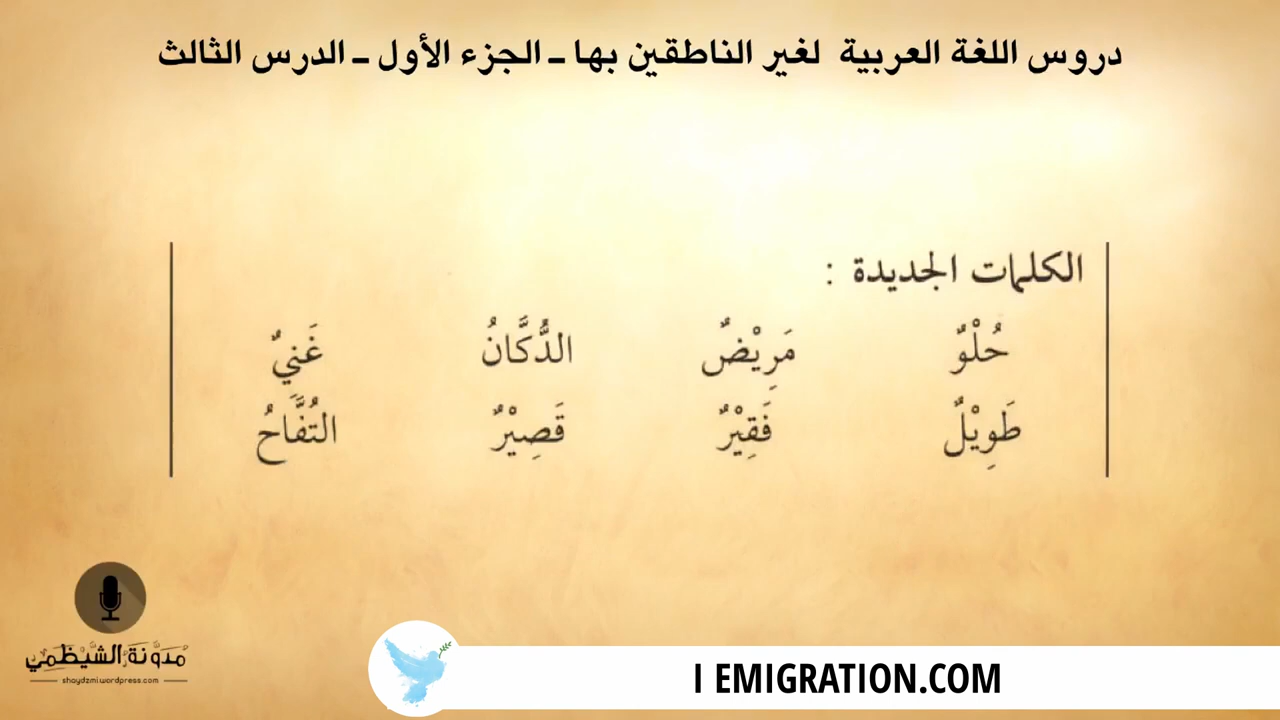 دروس اللغة العربية لغير الناطقين بها ـ الجزء الأول ـ الدرس الثالث
الكلمات الجديدة :
حُلْوٌ مَرِيْضٌ الدُّكَّانُ غَنيٌ
طَوِيْلٌ فَقِيْرٌ قَصِيْرٌ التُفَّاحُ
مدونة الشيظمي
shaydzmi.wordpress.com
I EMIGRATION.COM